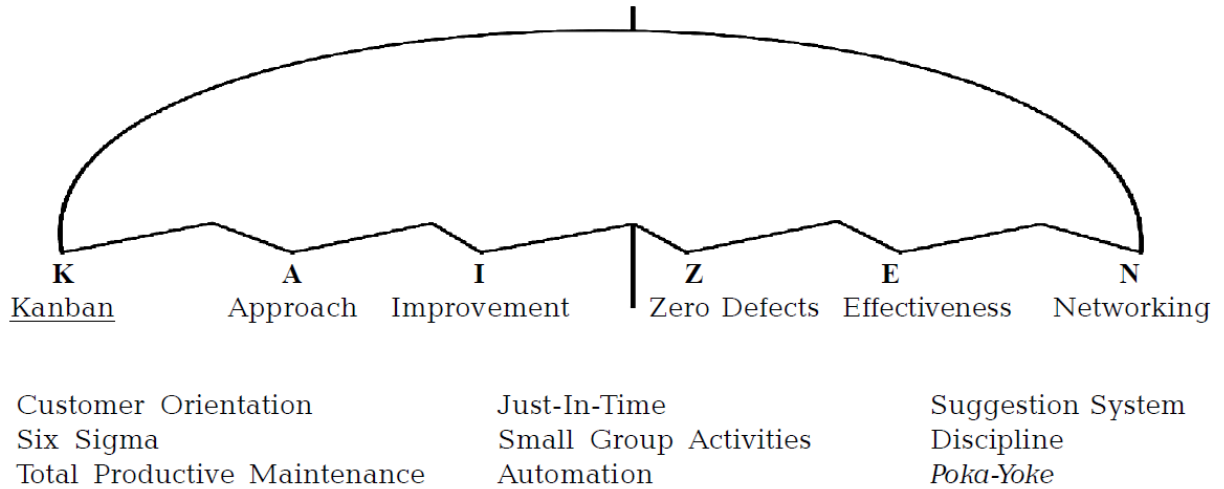 K A I Z E N
Kanban Approach Improvement Zero Defects Effectiveness Networking
Customer Orientation Just-In-Time Suggestion System
Six Sigma Small Group Activities Discipline
Total Productive Maintenance Automation Poka-Yoke